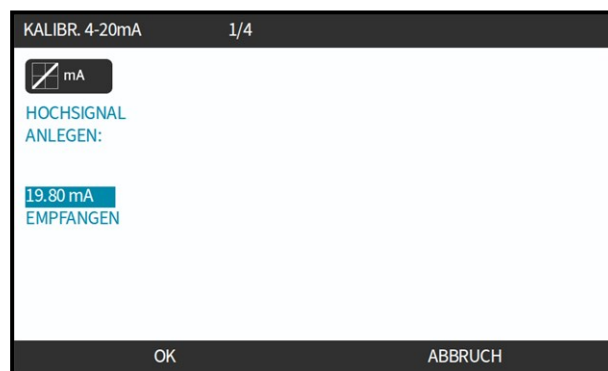 KALIBR. 4-20mA 1/4
mA
HOCHSIGNAL
ANLEGEN:
19.80 mA
EMPFANGEN
OK ABBRUCH